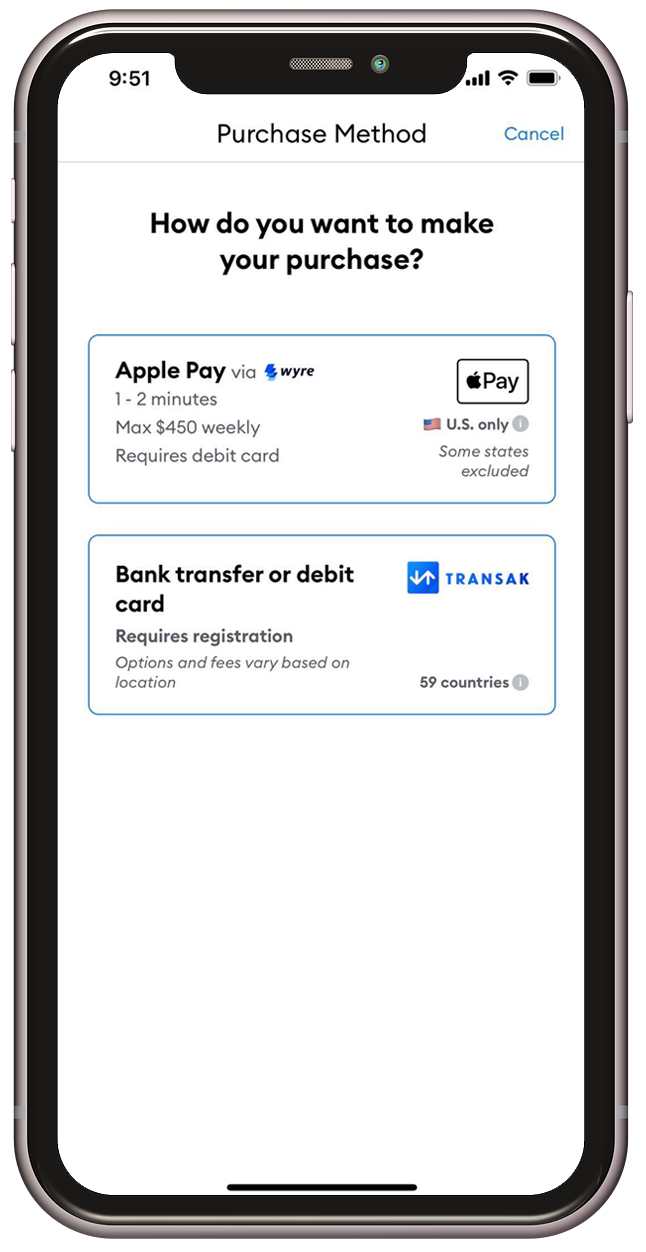 9:51
Purchase Method Cancel
How do you want to make
your purchase?
Apple Pay via wyre
Pay
1 - 2 minutes
Max $450 weekly
U.S. only i
Requires debit card
Some states
excluded
Bank transfer or debit
card
TRANSAK
Requires registration
Options and fees vary based on
location
59 countries i